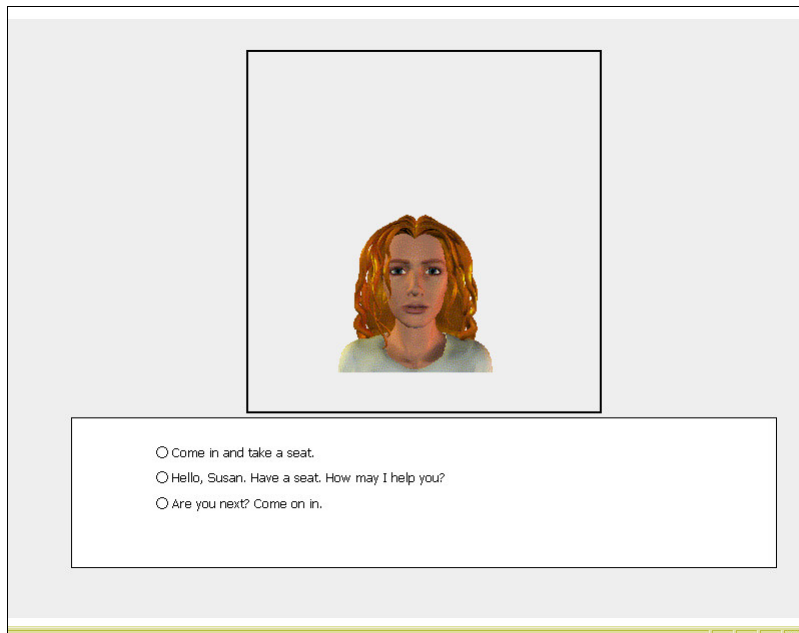 Come in and take a seat.
Hello, Susan. Have a seat. How may I help you?
Are you next? Come on in.